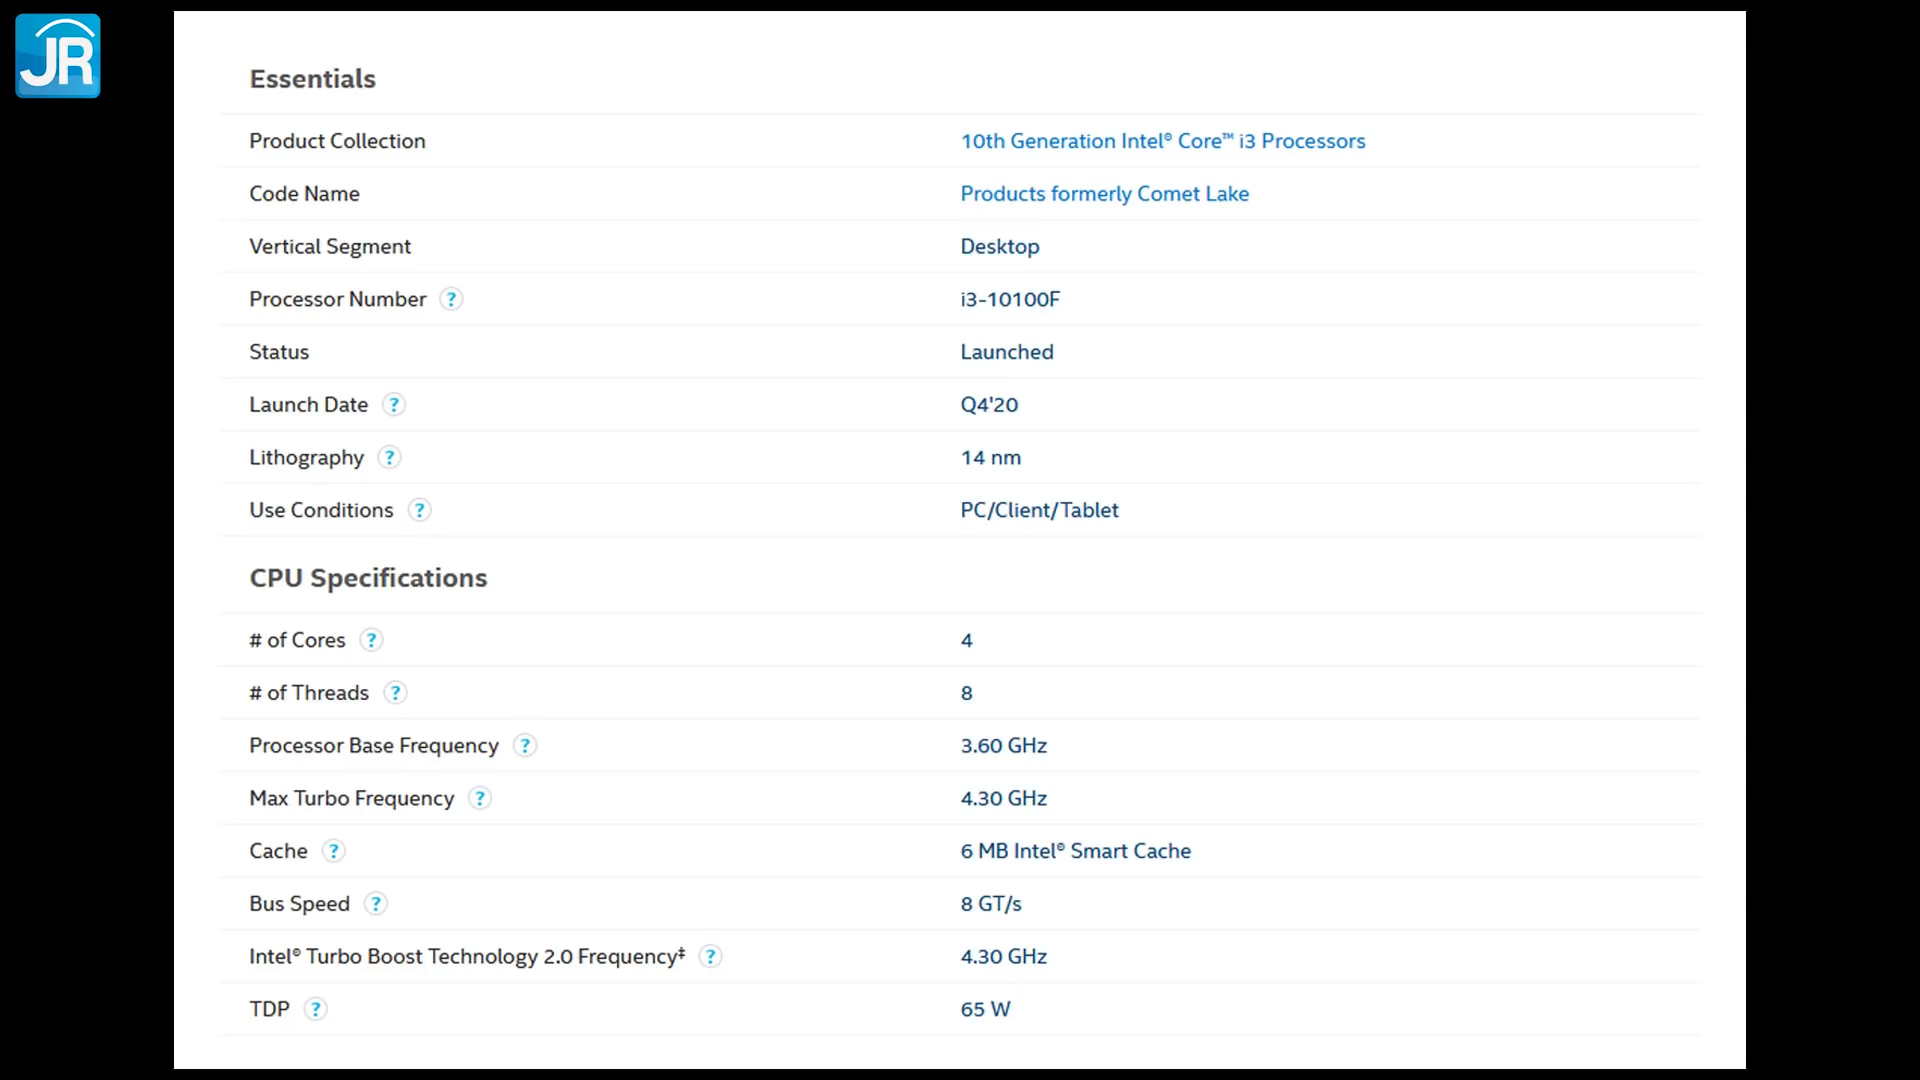 JR
Essentials
Product Collection 10th Generation Intel® Core™ i3 Processors
Code Name Products formerly Comet Lake
Vertical Segment Desktop
Processor Number ? i3-10100F
Status Launched
Launch Date ? Q4'20
Lithography ? 14 nm
Use Conditions ? PC/Client/Tablet
CPU Specifications
# of Cores ? 4
# of Threads ? 8
Processor Base Frequency ? 3.60 GHz
Max Turbo Frequency ? 4.30 GHz
Cache ? 6 MB Intel® Smart Cache
Bus Speed ? 8 GT/s
Intel® Turbo Boost Technology 2.0 Frequency‡ ? 4.30 GHz
TDP ? 65 W